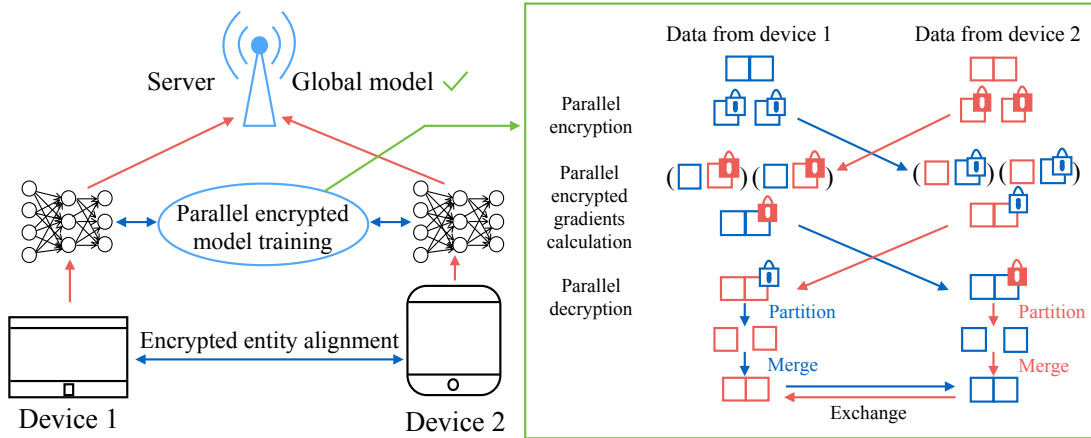 Server
Global model
Parallel encrypted
model training
Encrypted entity alignment
Device 1
Device 2
Data from device 1
Data from device 2
Parallel
encryption
( ) ( )
( ) ( )
Parallel
encrypted
gradients
calculation
Parallel
decryption
Partition
Partition
Merge
Merge
Exchange